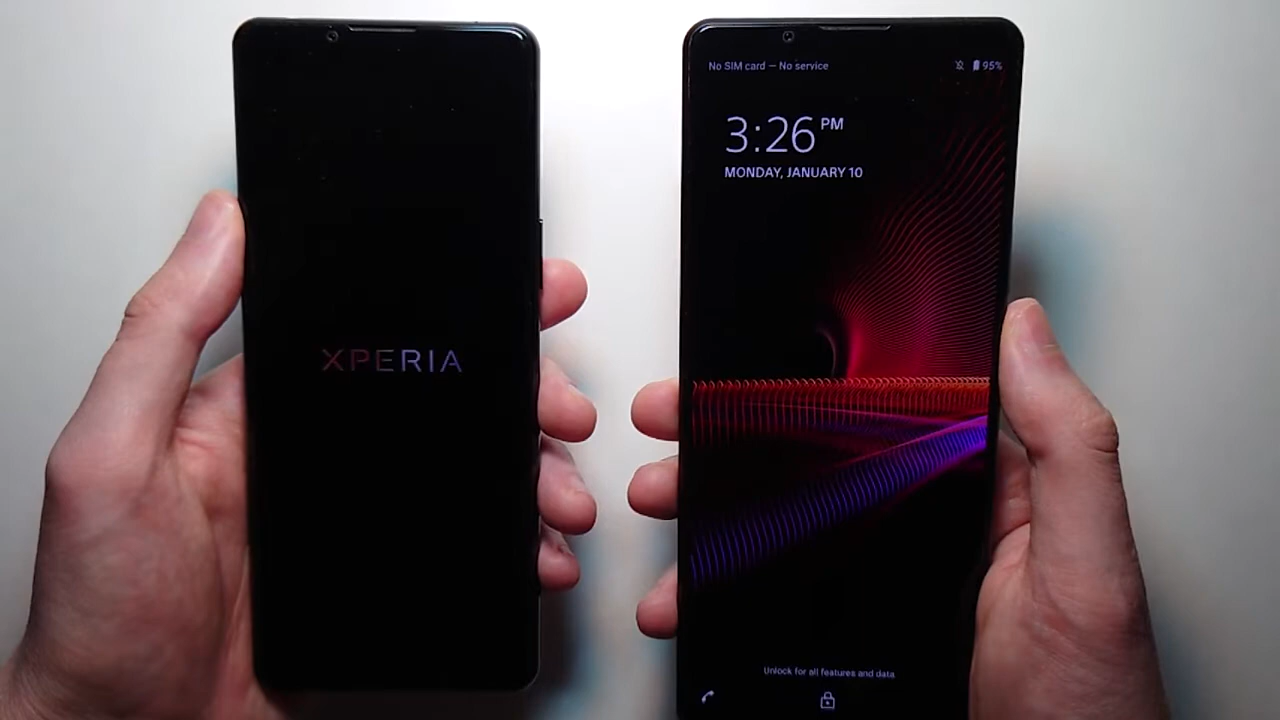 XPERIA
No SIM card — No service
95%
3:26 PM
MONDAY, JANUARY 10
Unlock for all features and data